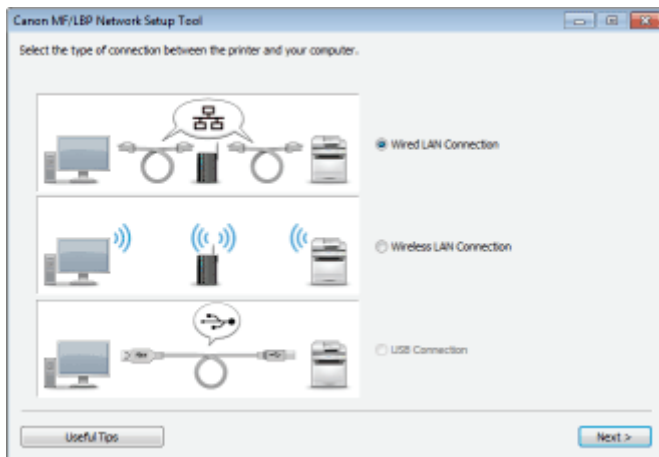 Canon MF/LBP Network Setup Tool
Select the type of connection between the printer and your computer.
Wired LAN Connection
Wireless LAN Connection
USB Connection
Useful Tips
Next >